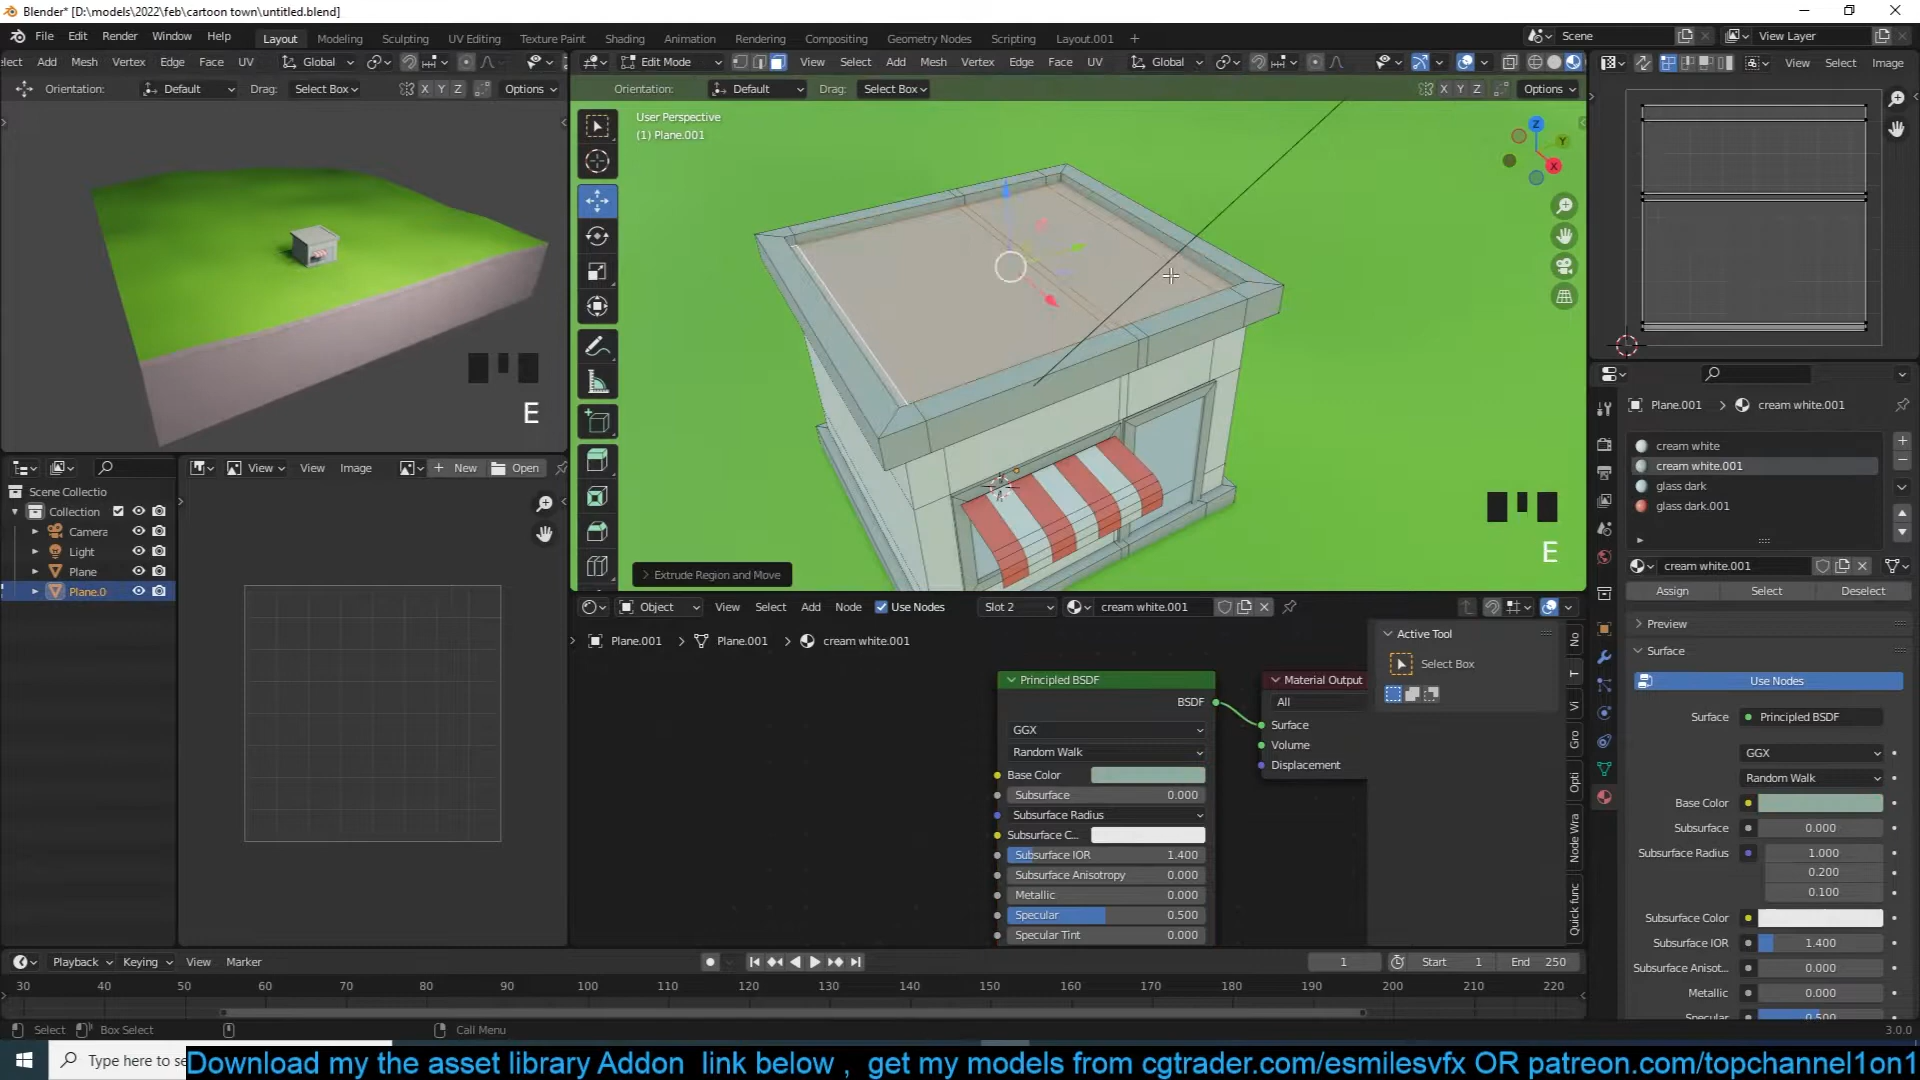 Blender* [D:\models\2022\feb\cartoon town\untitled.blend]
File Edit Render Window Help Layout Modeling Sculpting UV Editing Texture Paint Shading Animation Rendering Compositing Geometry Nodes Scripting Layout.001 + Scene View Layer
elect Add Mesh Vertex Edge Face UV Global Edit Mode View Select Add Mesh Vertex Edge Face UV Global View Select Image
Orientation: Default Drag: Select Box X Y Z Options Orientation: Default Drag: Select Box X Y Z Options
User Perspective
(1) Plane.001
Z
Y
X
E
E
Extrude Region and Move
View View Image New Open
Scene Collectio
Collection
Camera
Light
Plane
Plane.0
Object View Select Add Node Use Nodes Slot 2 cream white.001
Plane.001 Plane.001 cream white.001
Principled BSDF
BSDF
GGX
Random Walk
Base Color
Subsurface 0.000
Subsurface Radius
Subsurface C...
Subsurface IOR 1.400
Subsurface Anisotropy 0.000
Metallic 0.000
Specular 0.500
Specular Tint 0.000
Material Output
All
Surface
Volume
Displacement
Active Tool
Select Box
No
T
Vi
Gro
Opti
Node Wra
Quick func
Plane.001 cream white.001
cream white
cream white.001
glass dark
glass dark.001
cream white.001
Assign Select Deselect
Preview
Surface
Use Nodes
Surface Principled BSDF
GGX
Random Walk
Base Color
Subsurface 0.000
Subsurface Radius 1.000
0.200
0.100
Subsurface Color
Subsurface IOR 1.400
Subsurface Anisot... 0.000
Metallic 0.000
Specular 0.500
Playback Keying View Marker 1 Start 1 End 250
30 40 50 60 70 80 90 100 110 120 130 140 150 160 170 180 190 200 210 220
Select Box Select Call Menu 3.0.0
Type here to se
Download my the asset library Addon link below , get my models from cgtrader.com/esmilesvfx OR patreon.com/topchannel1on1